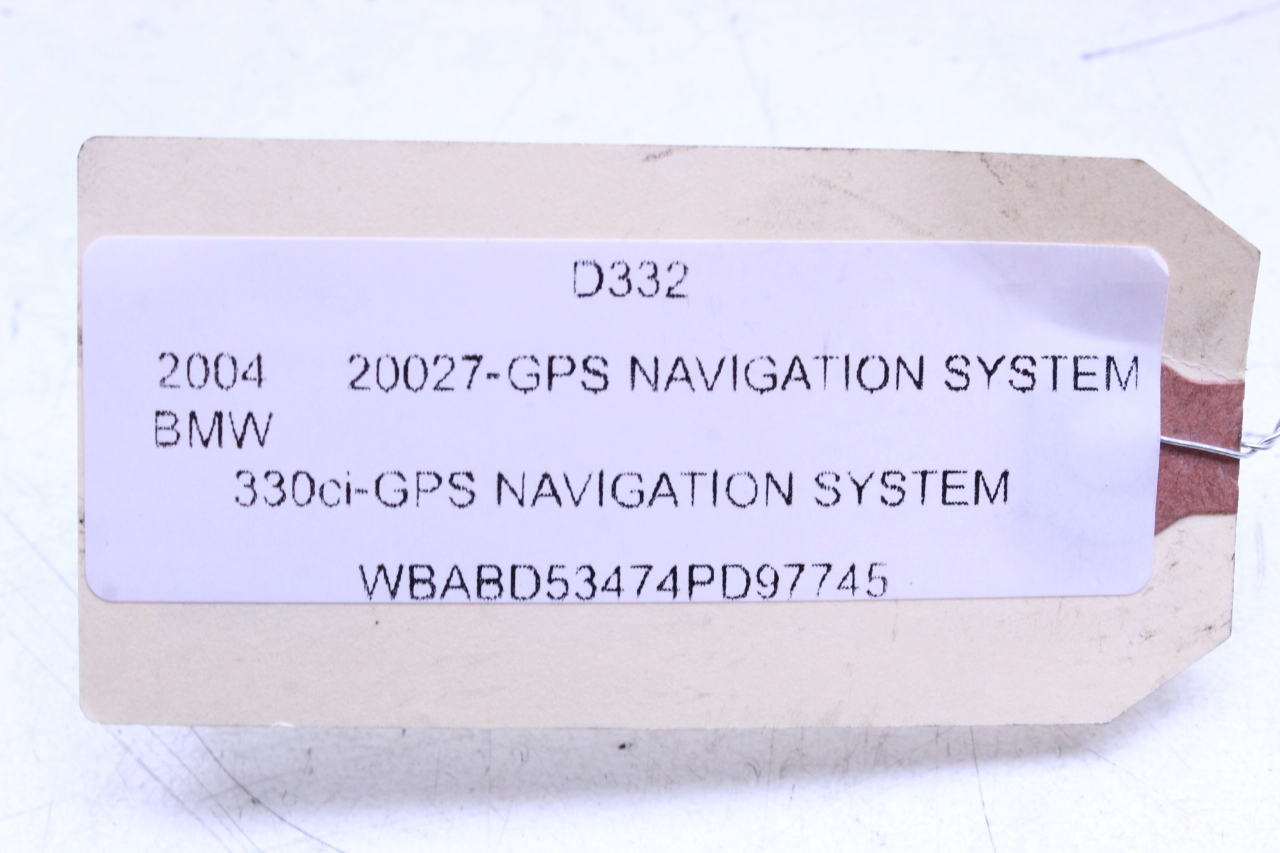 D332
2004 20027-GPS NAVIGATION SYSTEM
BMW
330ci-GPS NAVIGATION SYSTEM
WBABD53474PD97745